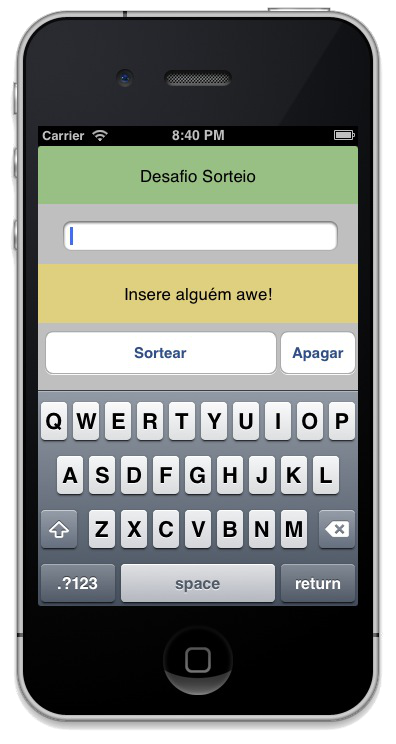 Carrier 8:40 PM
Desafio Sorteio
Insere alguém awe!
Sortear Apagar
Q W E R T Y U I O P
A S D F G H J K L
Z X C V B N M
.?123 space return